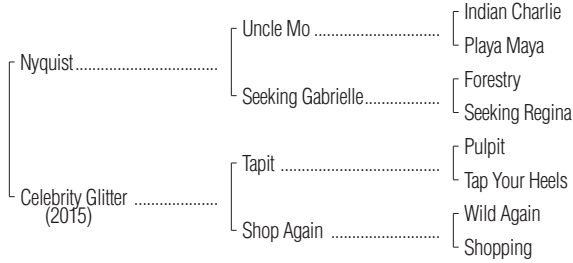 Indian Charlie
Uncle Mo ................................
Playa Maya
Nyquist...................................
Forestry
Seeking Gabrielle...................
Seeking Regina
Pulpit
Tapit ........................................
Tap Your Heels
Celebrity Glitter .....................
(2015)
Wild Again
Shop Again ............................
Shopping